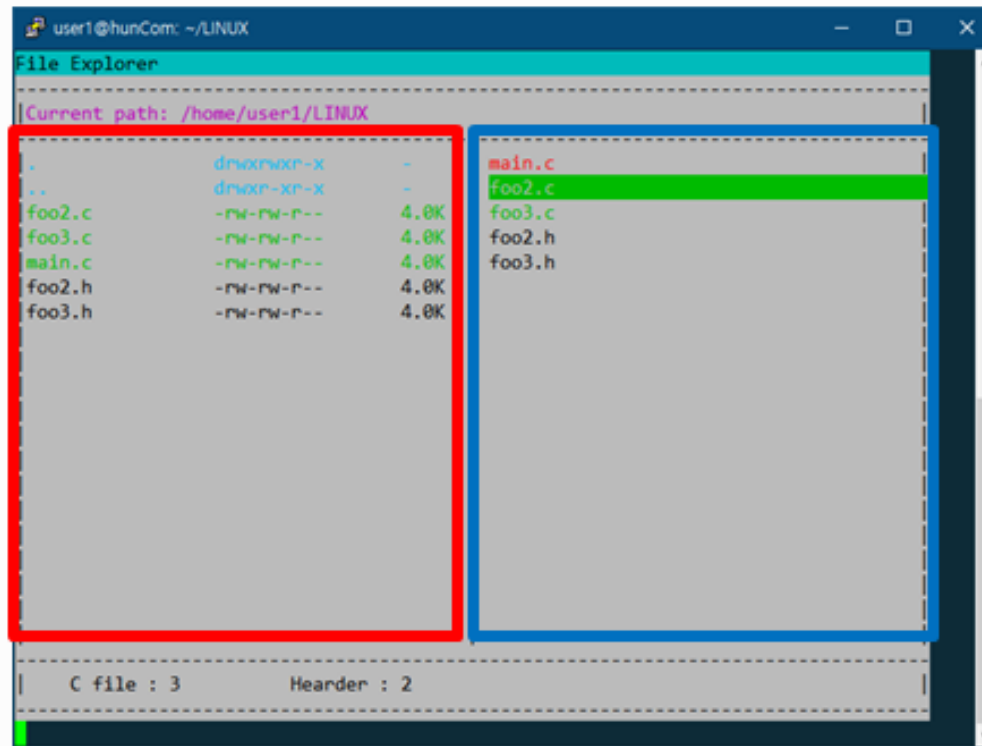 user1@hunCom: ~/LINUX
File Explorer
Current path: /home/user1/LINUX
. drwxrwxr-x -
.. drwxr-xr-x -
foo2.c -rw-rw-r-- 4.0K
foo3.c -rw-rw-r-- 4.0K
main.c -rw-rw-r-- 4.0K
foo2.h -rw-rw-r-- 4.0K
foo3.h -rw-rw-r-- 4.0K
main.c
foo2.c
foo3.c
foo2.h
foo3.h
C file : 3 Hearder : 2